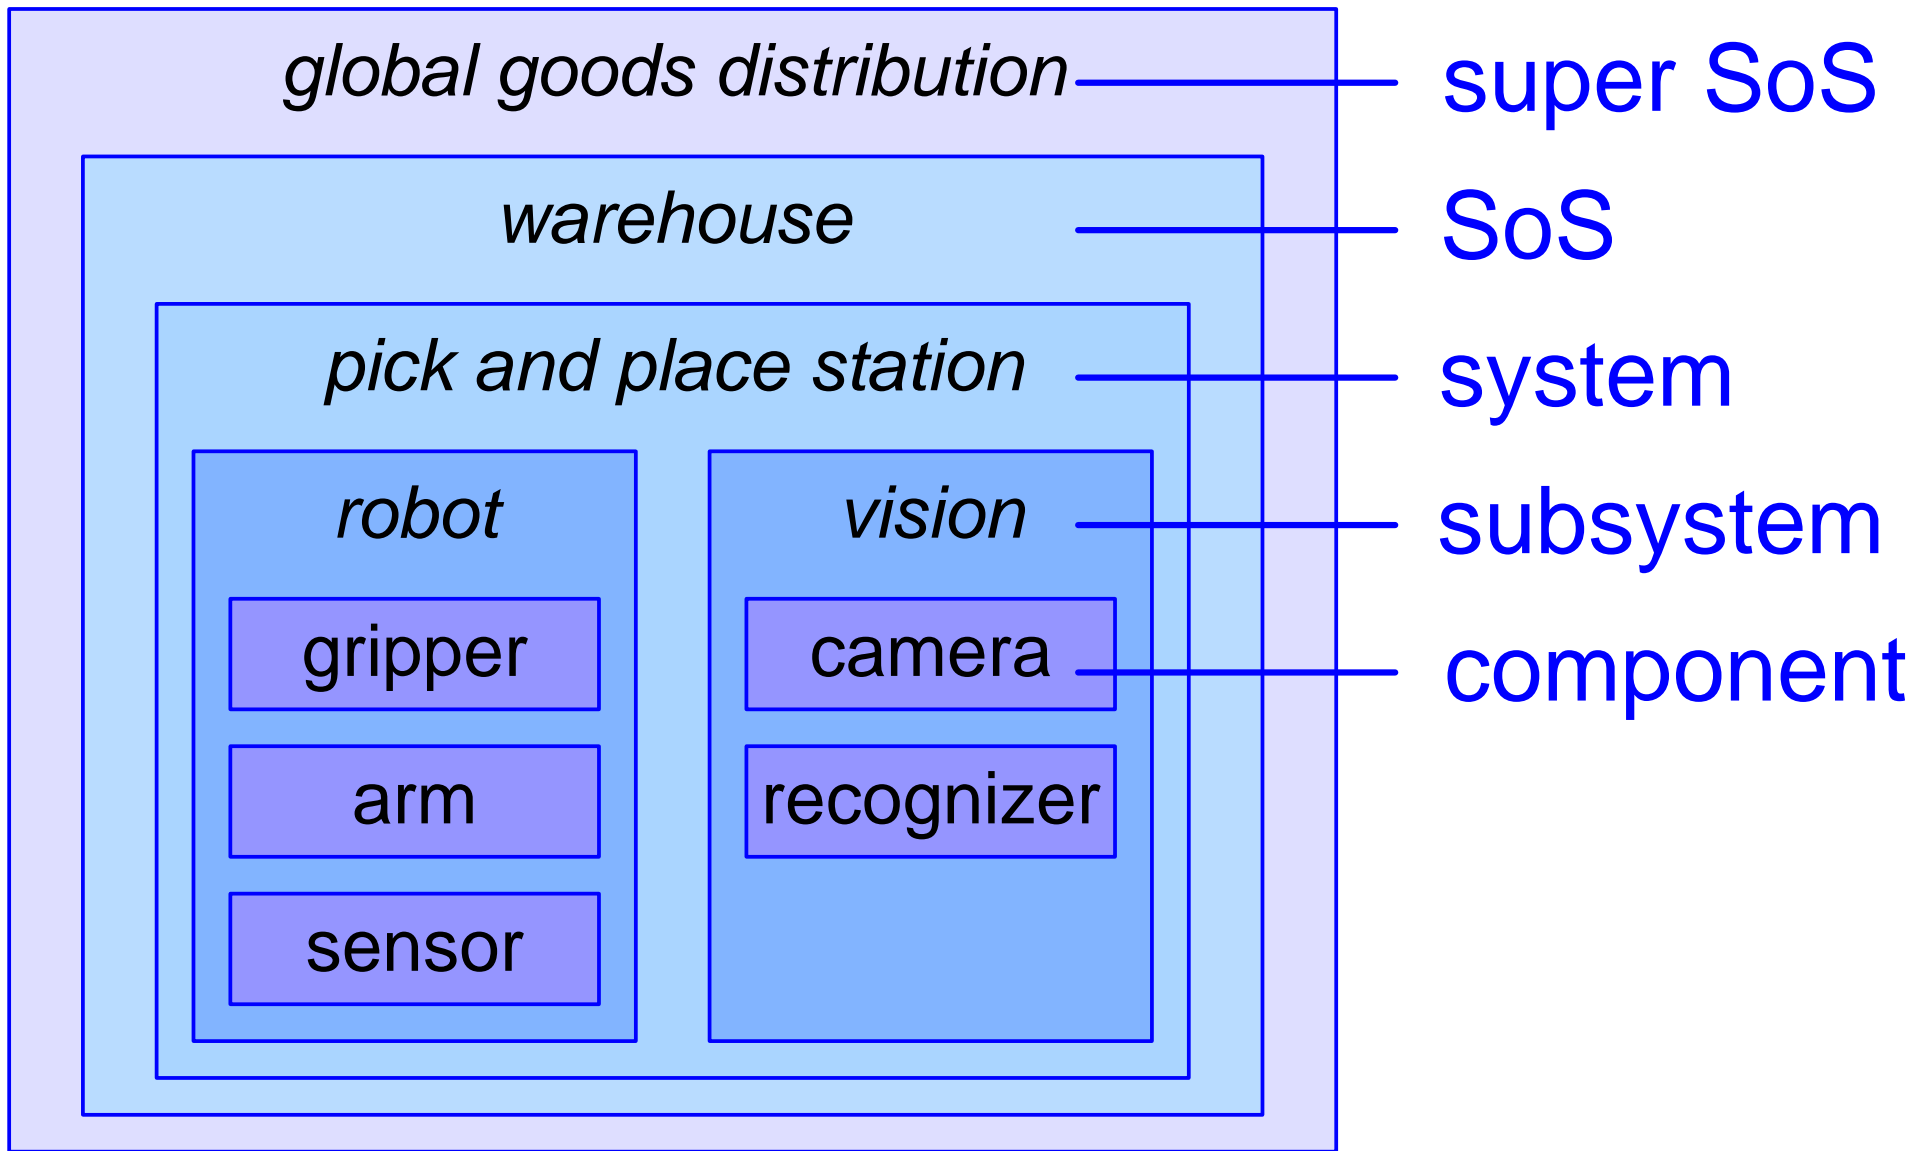 global goods distribution
super SoS
warehouse
SoS
pick and place station
system
robot
vision
subsystem
gripper
camera
component
arm
recognizer
sensor